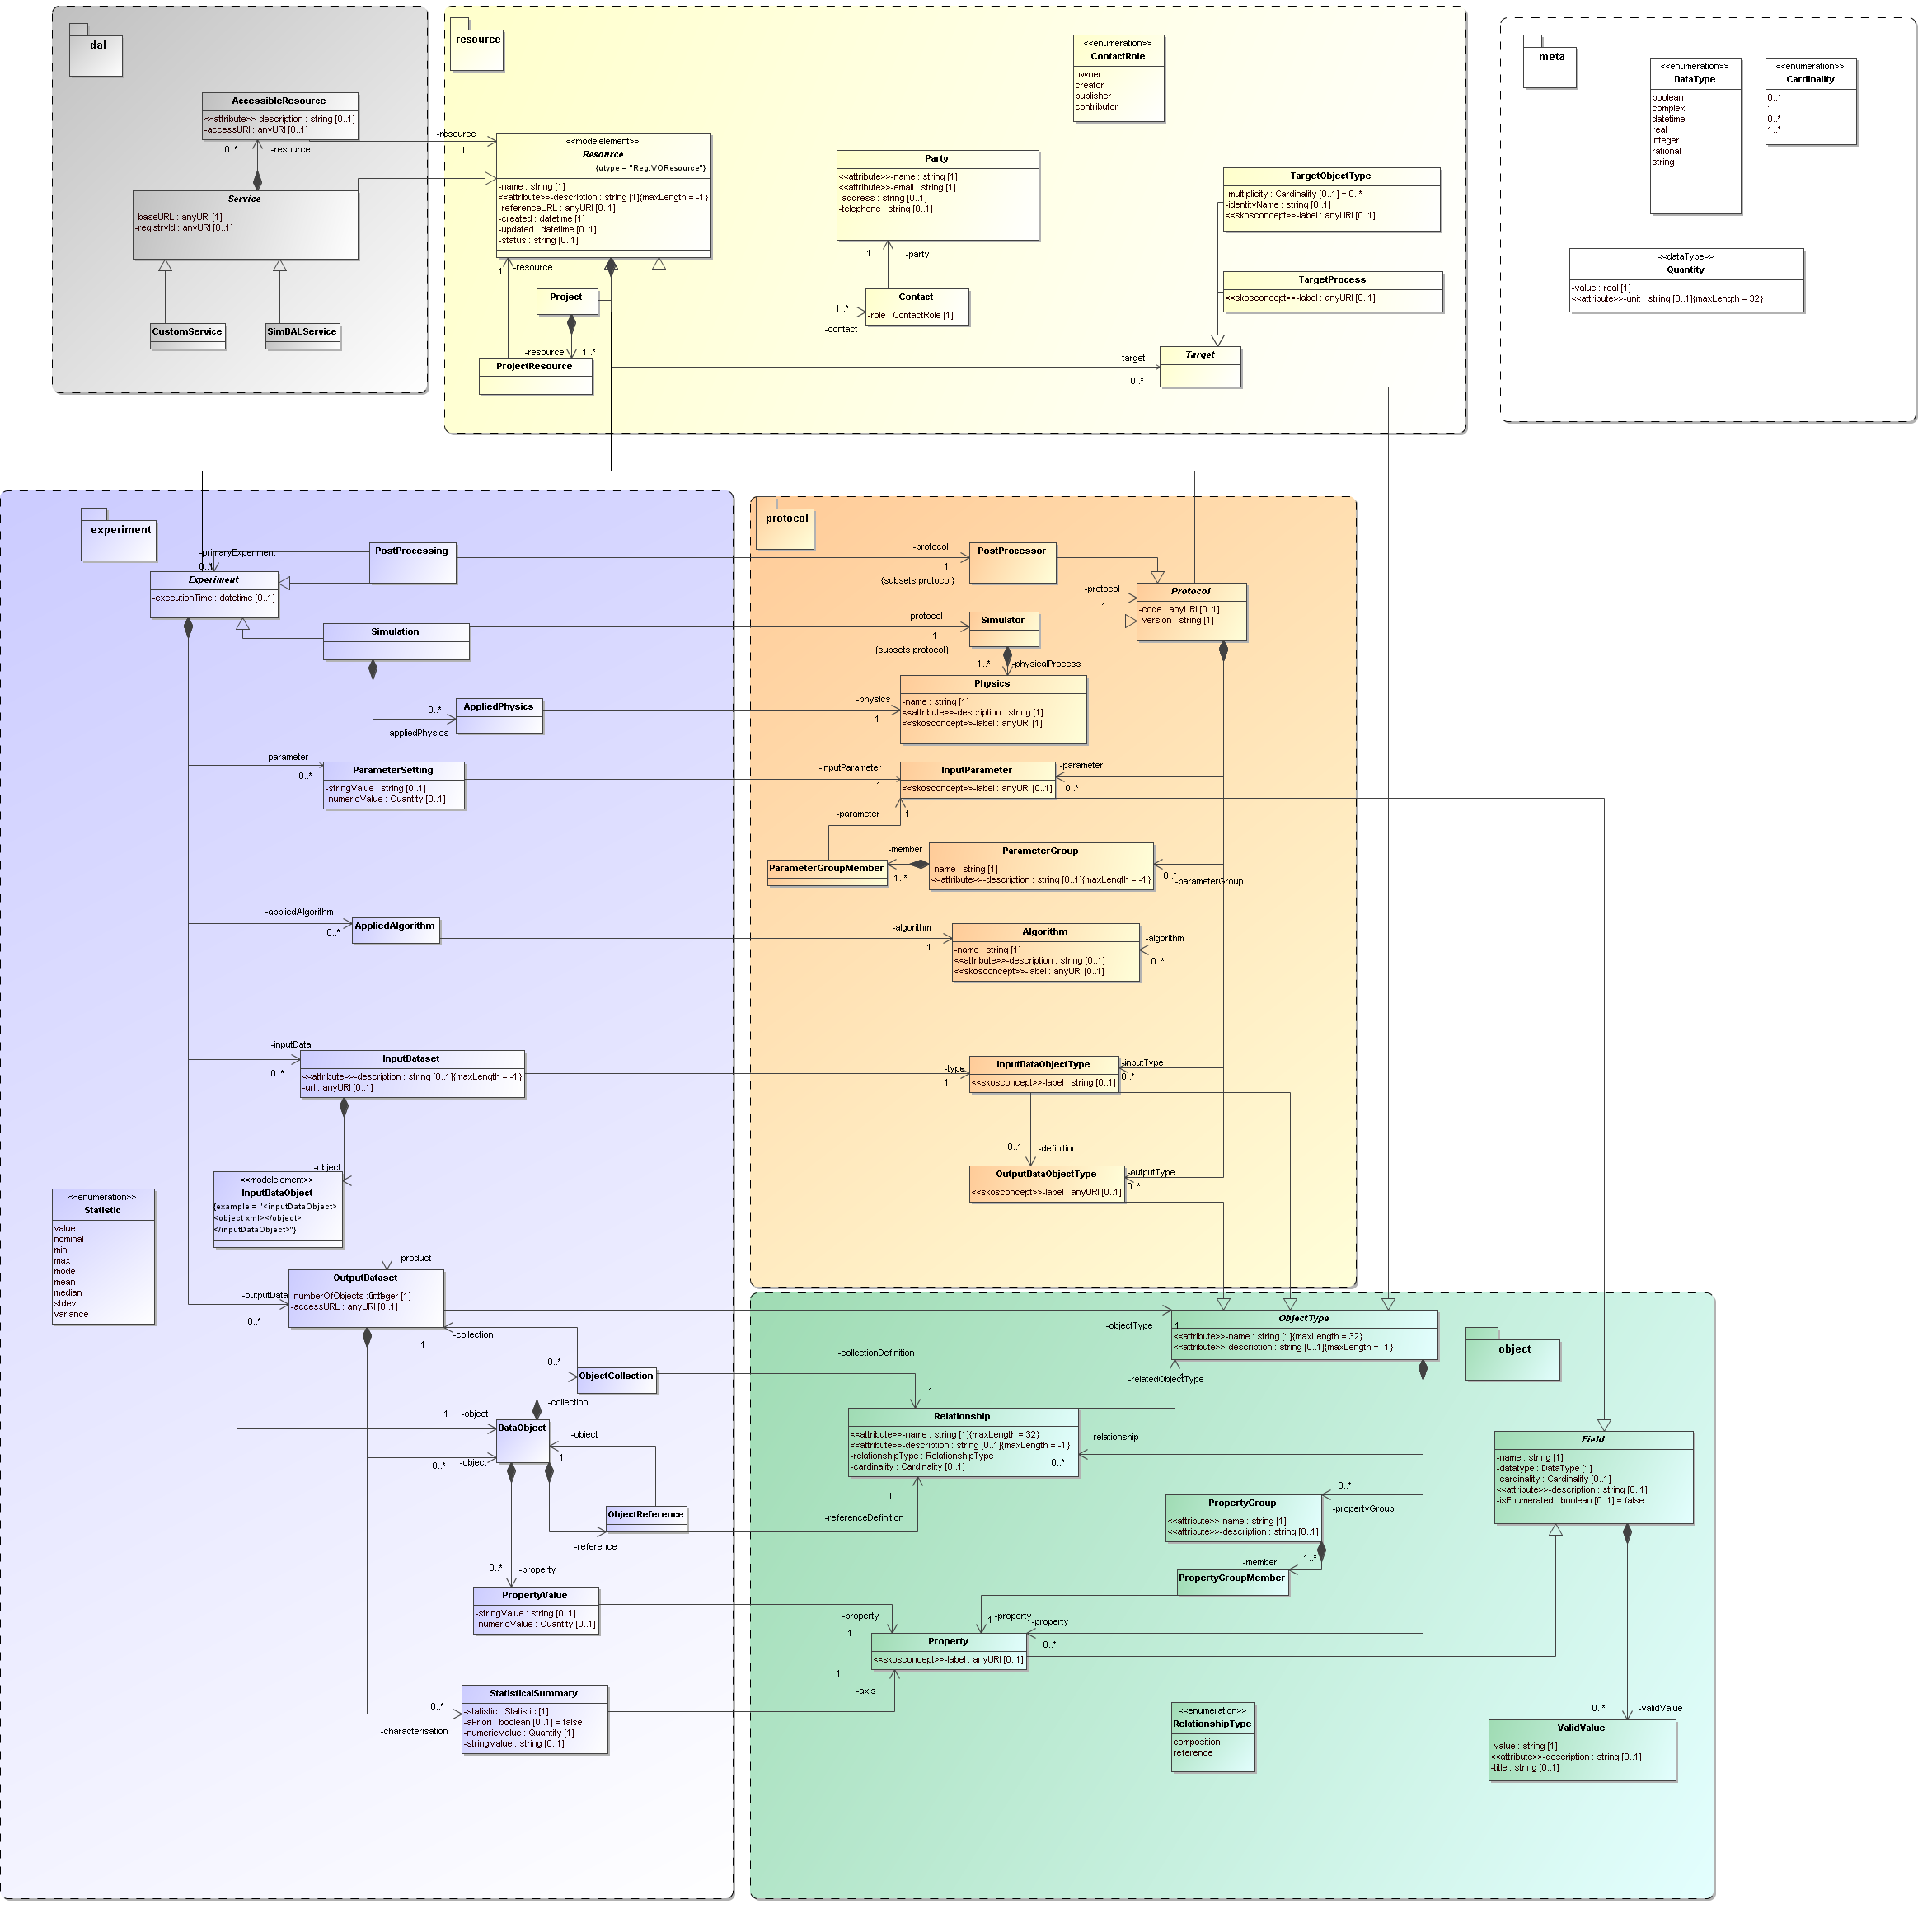 dal
AccessibleResource
<<attribute>>-description : string [0..1]
-accessURI : anyURI [0..1]
0..*
-resource
-resource
1
Service
-baseURL : anyURI [1]
-registryId : anyURI [0..1]
CustomService
SimDALService
resource
<<modelelement>>
Resource
{utype = "Reg:VOResource"}
-name : string [1]
<<attribute>>-description : string [1]{maxLength = -1}
-referenceURL : anyURI [0..1]
-created : datetime [1]
-updated : datetime [0..1]
-status : string [0..1]
1
-resource
Project
-resource
1..*
ProjectResource
<<enumeration>>
ContactRole
owner
creator
publisher
contributor
Party
<<attribute>>-name : string [1]
<<attribute>>-email : string [1]
-address : string [0..1]
-telephone : string [0..1]
1
-party
Contact
-role : ContactRole [1]
1..*
-contact
TargetObjectType
-multiplicity : Cardinality [0..1] = 0..*
-identityName : string [0..1]
<<skosconcept>>-label : anyURI [0..1]
TargetProcess
<<skosconcept>>-label : anyURI [0..1]
Target
-target
0..*
meta
<<enumeration>>
DataType
boolean
complex
datetime
real
integer
rational
string
<<enumeration>>
Cardinality
0..1
1
0..*
1..*
<<dataType>>
Quantity
-value : real [1]
<<attribute>>-unit : string [0..1]{maxLength = 32}
experiment
-primaryExperiment
0..1
PostProcessing
Experiment
-executionTime : datetime [0..1]
Simulation
0..*
-appliedPhysics
AppliedPhysics
-parameter
0..*
ParameterSetting
-stringValue : string [0..1]
-numericValue : Quantity [0..1]
-appliedAlgorithm
0..*
AppliedAlgorithm
-inputData
0..*
InputDataset
<<attribute>>-description : string [0..1]{maxLength = -1}
-url : anyURI [0..1]
-object
<<modelelement>>
InputDataObject
{example = "<inputDataObject>
<object xml></object>
</inputDataObject>"}
<<enumeration>>
Statistic
value
nominal
min
max
mode
mean
median
stdev
variance
-product
OutputDataset
-numberOfObjects : integer [1]
-accessURL : anyURI [0..1]
-outputData
0..*
1
-collection
0..*
ObjectCollection
-collection
1
-object
DataObject
0..*
-object
-object
1
ObjectReference
-reference
0..*
-property
PropertyValue
-stringValue : string [0..1]
-numericValue : Quantity [0..1]
0..*
-characterisation
StatisticalSummary
-statistic : Statistic [1]
-aPriori : boolean [0..1] = false
-numericValue : Quantity [1]
-stringValue : string [0..1]
protocol
-protocol
1
{subsets protocol}
PostProcessor
-protocol
1
Protocol
-code : anyURI [0..1]
-version : string [1]
-protocol
1
{subsets protocol}
Simulator
1..*
-physicalProcess
-physics
1
Physics
-name : string [1]
<<attribute>>-description : string [1]
<<skosconcept>>-label : anyURI [1]
-inputParameter
1
InputParameter
<<skosconcept>>-label : anyURI [0..1]
-parameter
0..*
-parameter
1
ParameterGroupMember
-member
1..*
ParameterGroup
-name : string [1]
<<attribute>>-description : string [0..1]{maxLength = -1}
0..*
-parameterGroup
-algorithm
1
Algorithm
-name : string [1]
<<attribute>>-description : string [0..1]
<<skosconcept>>-label : anyURI [0..1]
-algorithm
0..*
-type
1
InputDataObjectType
<<skosconcept>>-label : string [0..1]
-inputType
0..*
0..1
-definition
OutputDataObjectType
<<skosconcept>>-label : anyURI [0..1]
-outputType
0..*
object
-objectType
1
ObjectType
<<attribute>>-name : string [1]{maxLength = 32}
<<attribute>>-description : string [0..1]{maxLength = -1}
-collectionDefinition
1
-relatedObjectType
1
Relationship
<<attribute>>-name : string [1]{maxLength = 32}
<<attribute>>-description : string [0..1]{maxLength = -1}
-relationshipType : RelationshipType
-cardinality : Cardinality [0..1]
-relationship
0..*
1
-referenceDefinition
0..*
-propertyGroup
PropertyGroup
<<attribute>>-name : string [1]
<<attribute>>-description : string [0..1]
-member
1..*
PropertyGroupMember
-property
1
1
-property
-property
0..*
Property
<<skosconcept>>-label : anyURI [0..1]
1
-axis
Field
-name : string [1]
-datatype : DataType [1]
-cardinality : Cardinality [0..1]
<<attribute>>-description : string [0..1]
-isEnumerated : boolean [0..1] = false
0..*
-validValue
ValidValue
-value : string [1]
<<attribute>>-description : string [0..1]
-title : string [0..1]
<<enumeration>>
RelationshipType
composition
reference